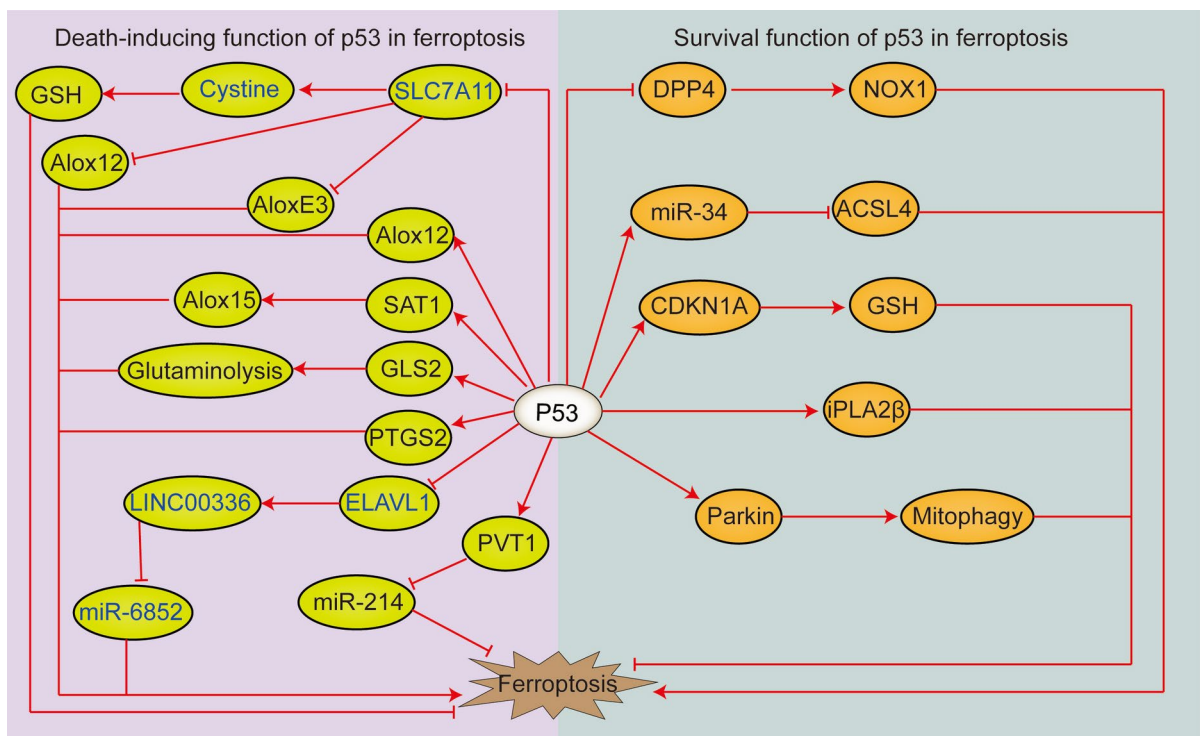 Death-inducing function of p53 in ferroptosis
Survival function of p53 in ferroptosis
GSH
Cystine
SLC7A11
DPP4
NOX1
Alox12
AloxE3
miR-34
ACSL4
Alox12
Alox15
SAT1
CDKN1A
GSH
Glutaminolysis
GLS2
P53
iPLA2β
PTGS2
LINC00336
ELAVL1
Parkin
Mitophagy
PVT1
miR-6852
miR-214
Ferroptosis